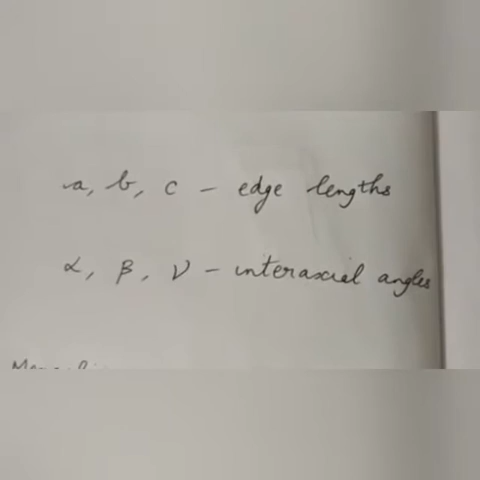 a, b, c - edge lengths
α, β, ν - interaxial angles